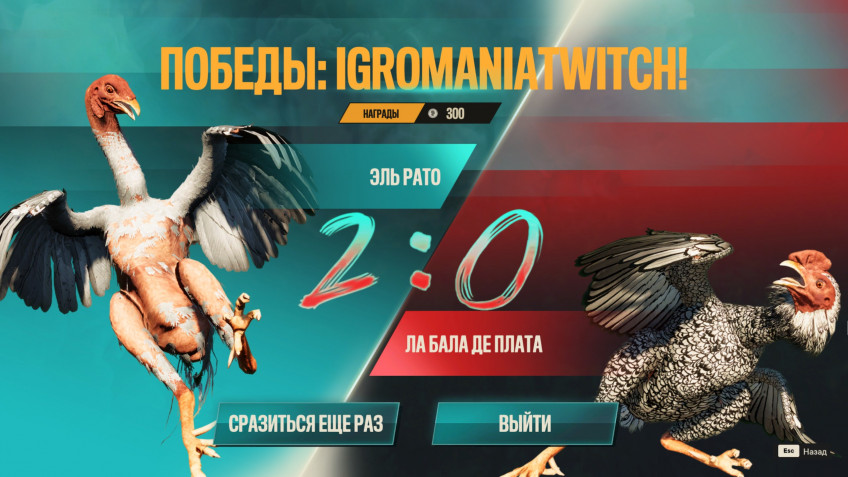 ПОБЕДЫ: IGROMANIATWITCH!
НАГРАДЫ 300
ЭЛЬ РАТО
2:0
ЛА БАЛА ДЕ ПЛАТА
СРАЗИТЬСЯ ЕЩЕ РАЗ
ВЫЙТИ
Esc Назад